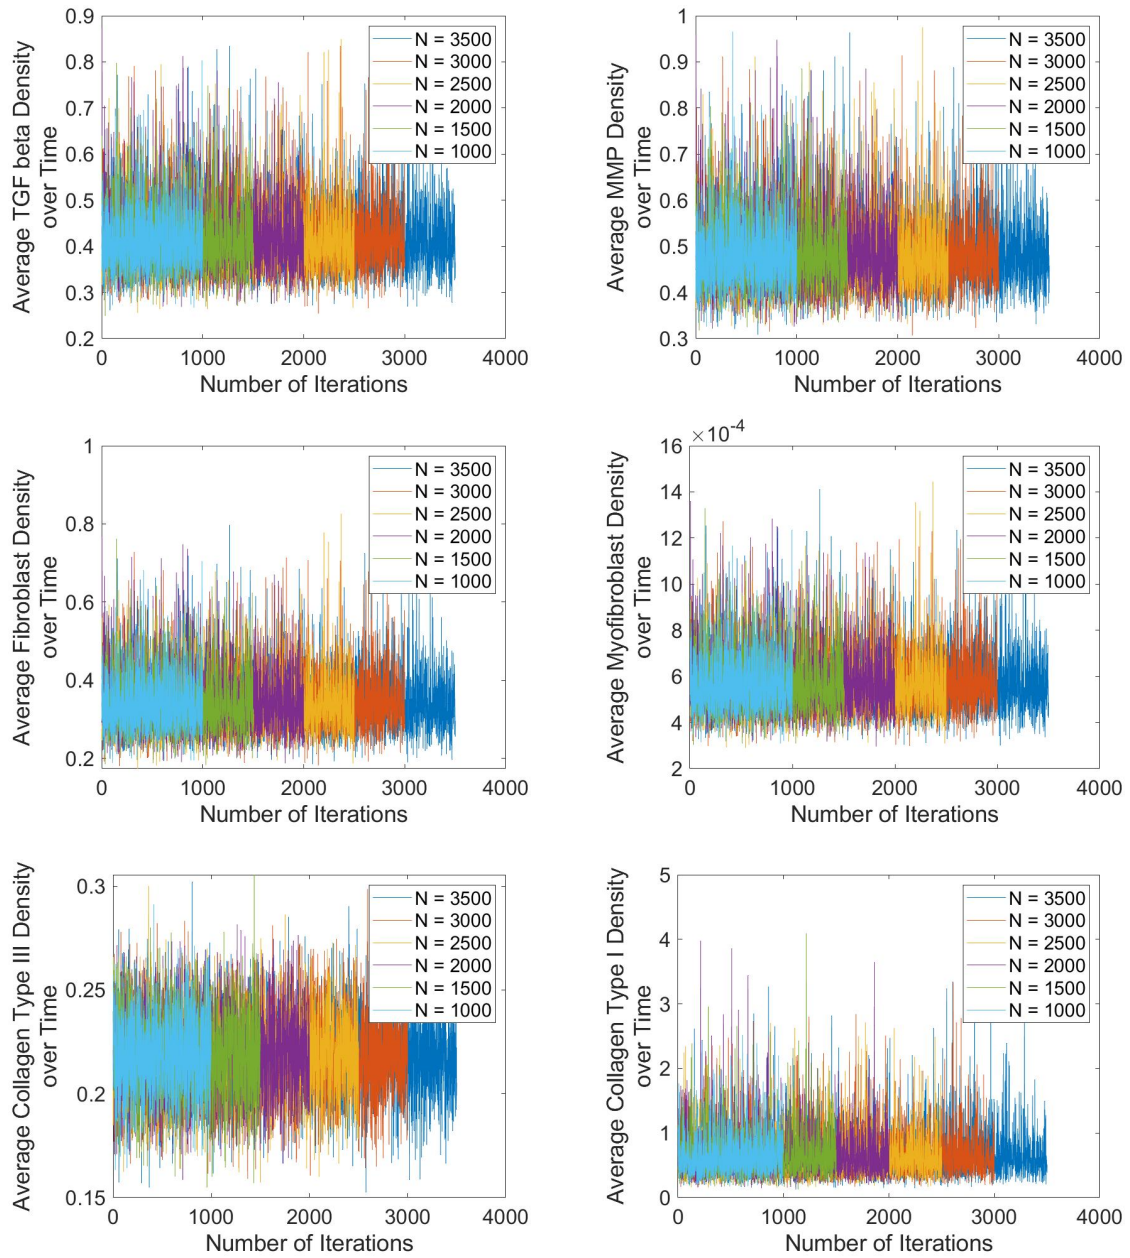 Average TGF beta Density
over Time
0.9
0.8
0.7
0.6
0.5
0.4
0.3
0.2
0
1000
2000
3000
4000
Number of Iterations
N = 3500
N = 3000
N = 2500
N = 2000
N = 1500
N = 1000
Average MMP Density
over Time
1
0.9
0.8
0.7
0.6
0.5
0.4
0.3
0
1000
2000
3000
4000
Number of Iterations
N = 3500
N = 3000
N = 2500
N = 2000
N = 1500
N = 1000
Average Fibroblast Density
over Time
1
0.8
0.6
0.4
0.2
0
1000
2000
3000
4000
Number of Iterations
N = 3500
N = 3000
N = 2500
N = 2000
N = 1500
N = 1000
Average Myofibroblast Density
over Time
×10-4
16
14
12
10
8
6
4
2
0
1000
2000
3000
4000
Number of Iterations
N = 3500
N = 3000
N = 2500
N = 2000
N = 1500
N = 1000
Average Collagen Type III Density
over Time
0.3
0.25
0.2
0.15
0
1000
2000
3000
4000
Number of Iterations
N = 3500
N = 3000
N = 2500
N = 2000
N = 1500
N = 1000
Average Collagen Type I Density
over Time
5
4
3
2
1
0
0
1000
2000
3000
4000
Number of Iterations
N = 3500
N = 3000
N = 2500
N = 2000
N = 1500
N = 1000